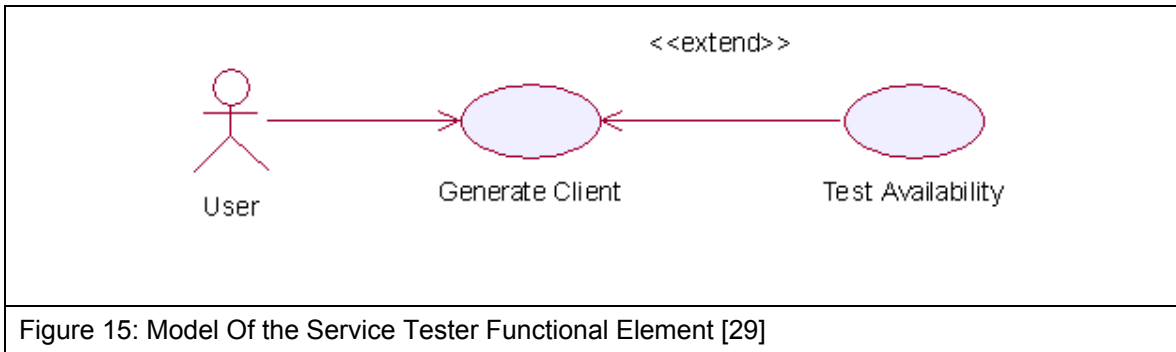 <<extend>>
User
Generate Client
Test Availability
Figure 15: Model Of the Service Tester Functional Element [29]